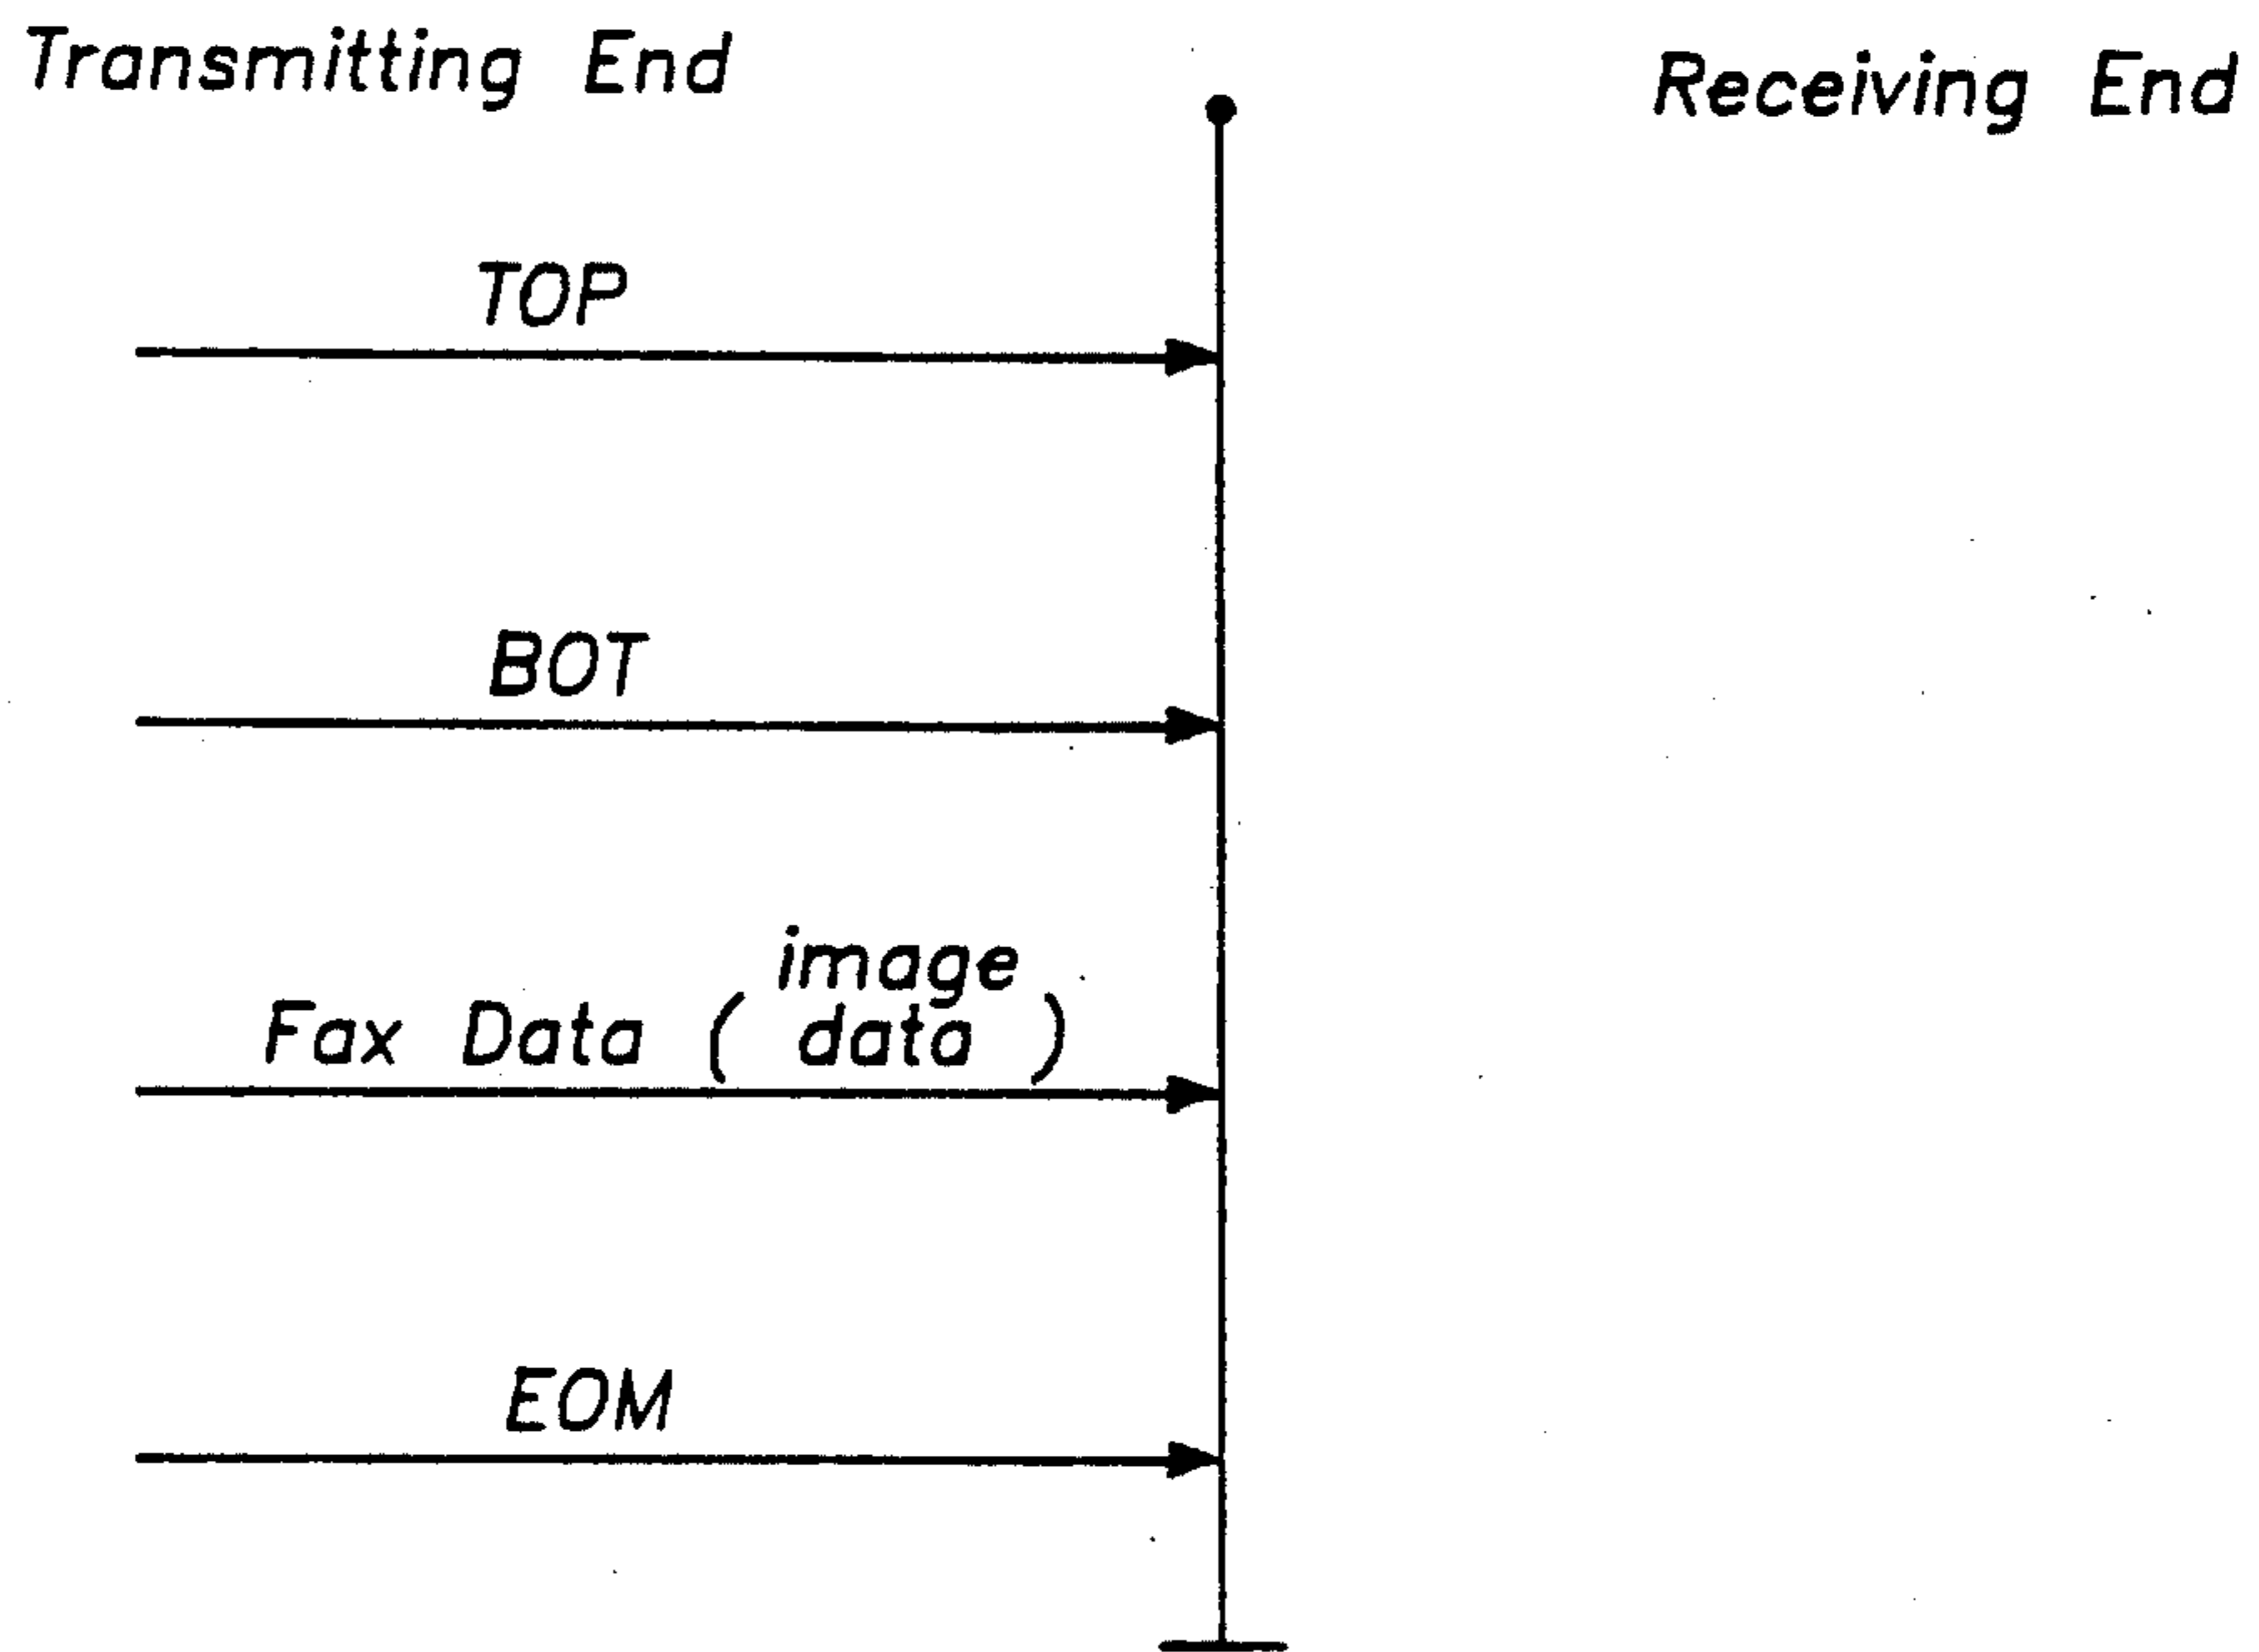 Transmitting End
Receiving End
TOP
BOT
image
Fax Data ( data )
EOM